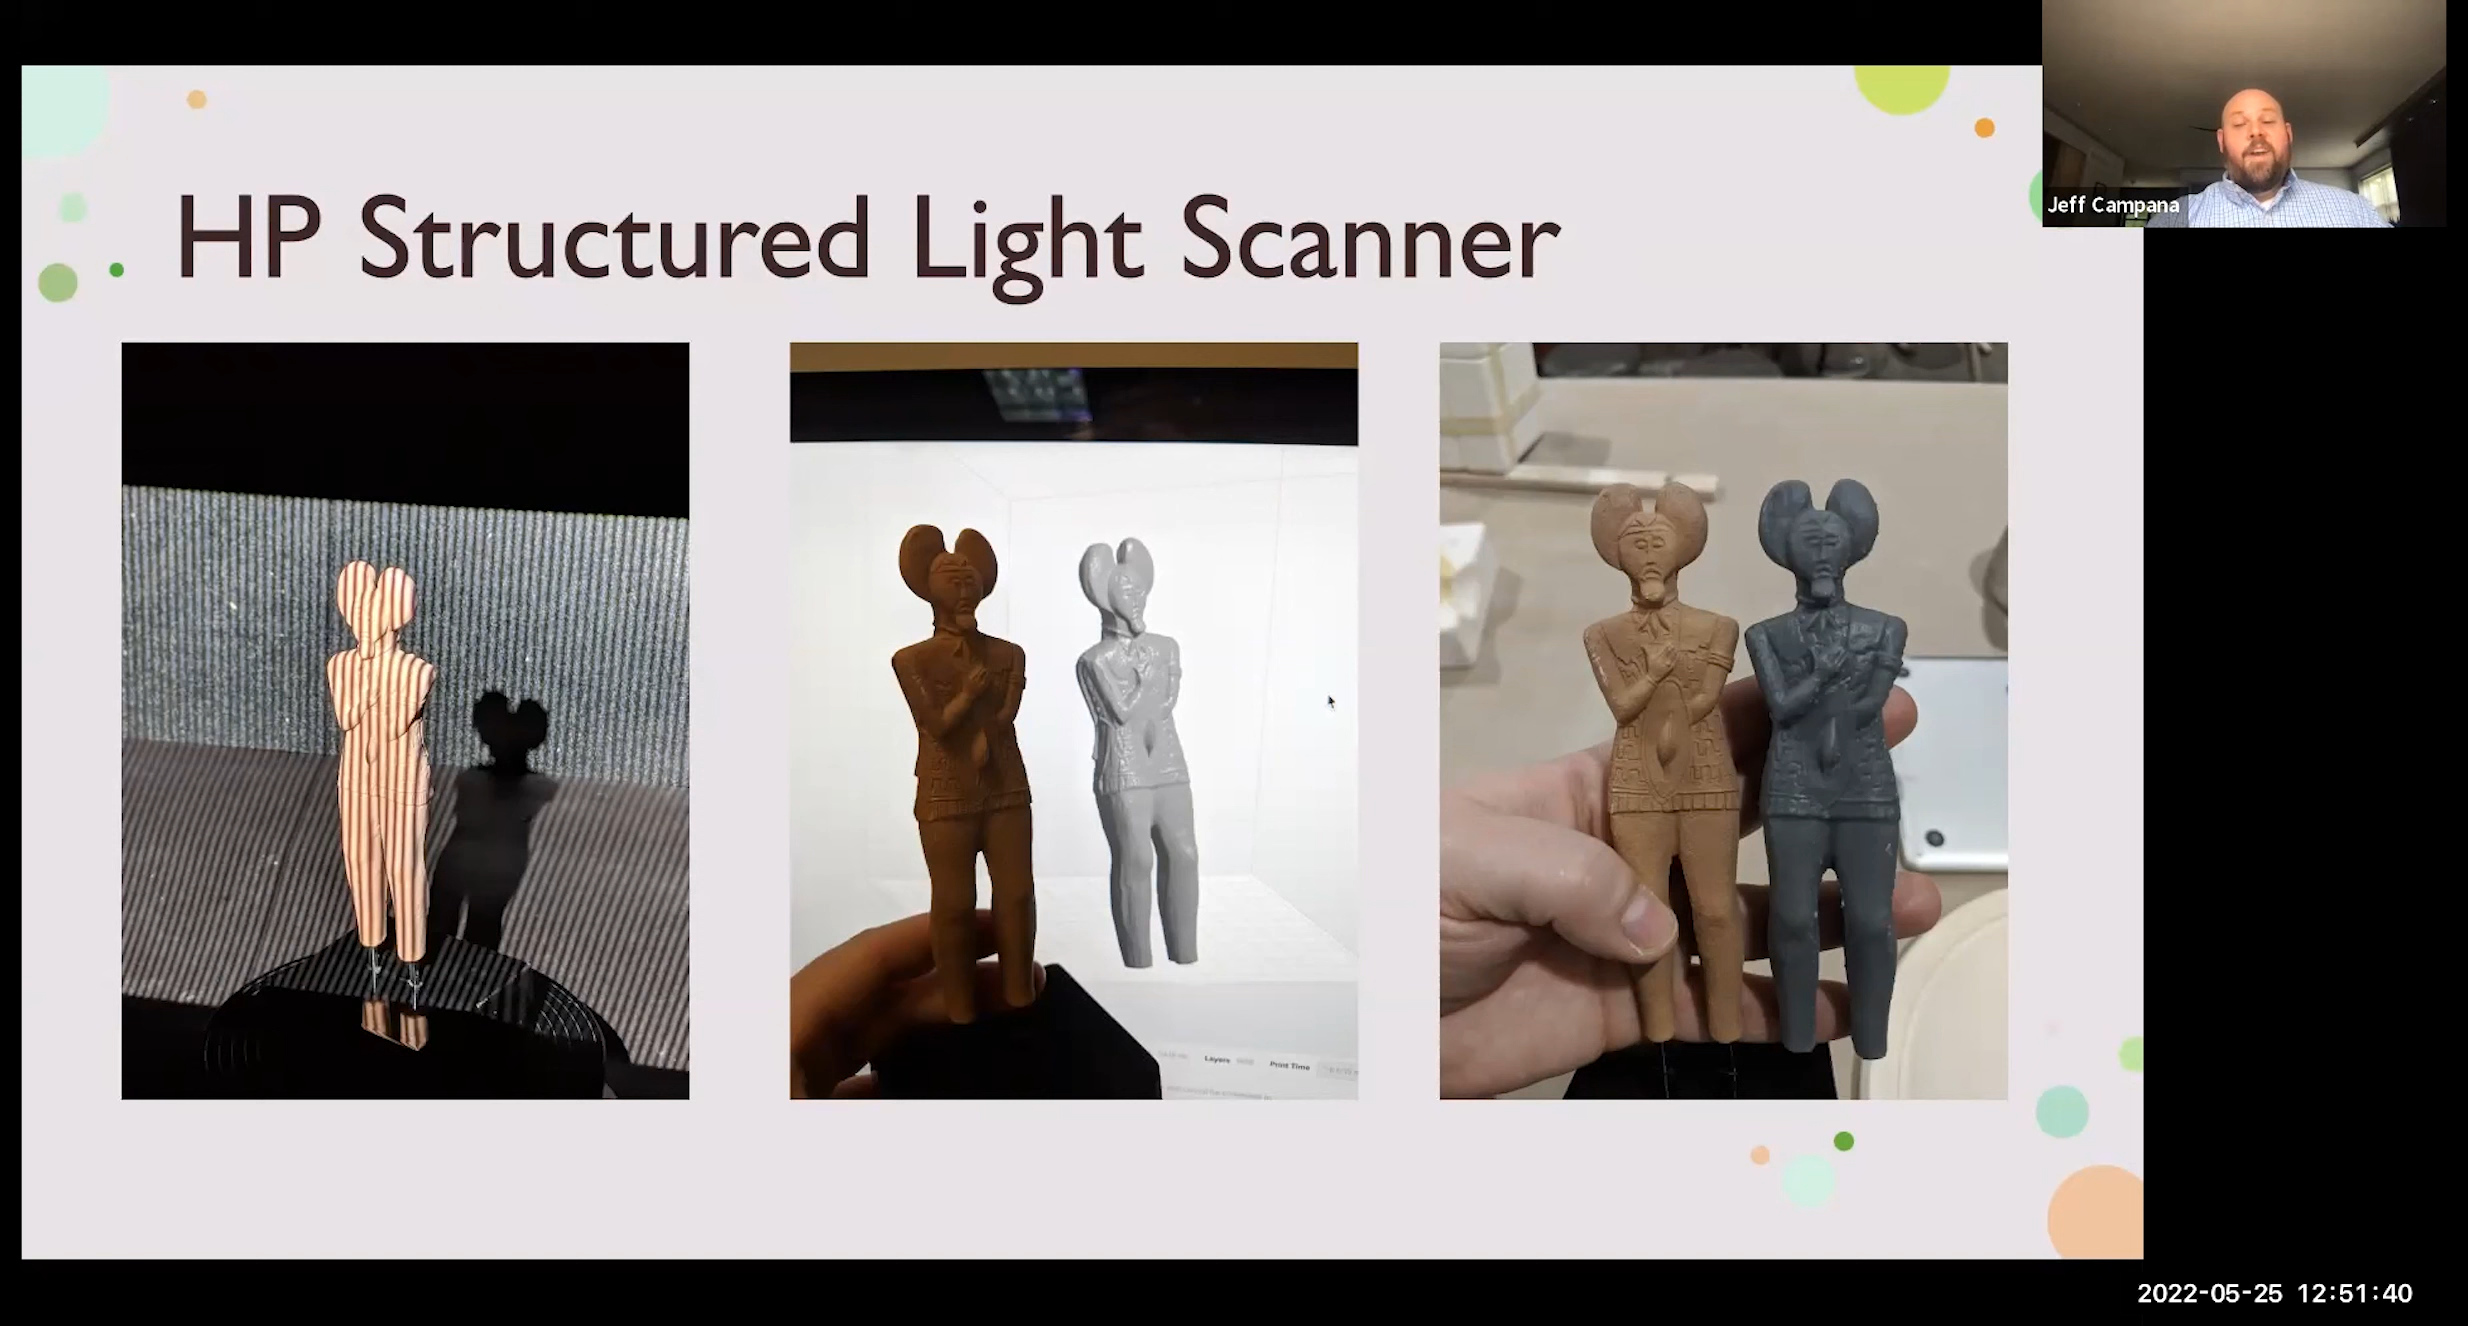 HP Structured Light Scanner
Jeff Campana
Layers
Print Time
2022-05-25 12:51:40